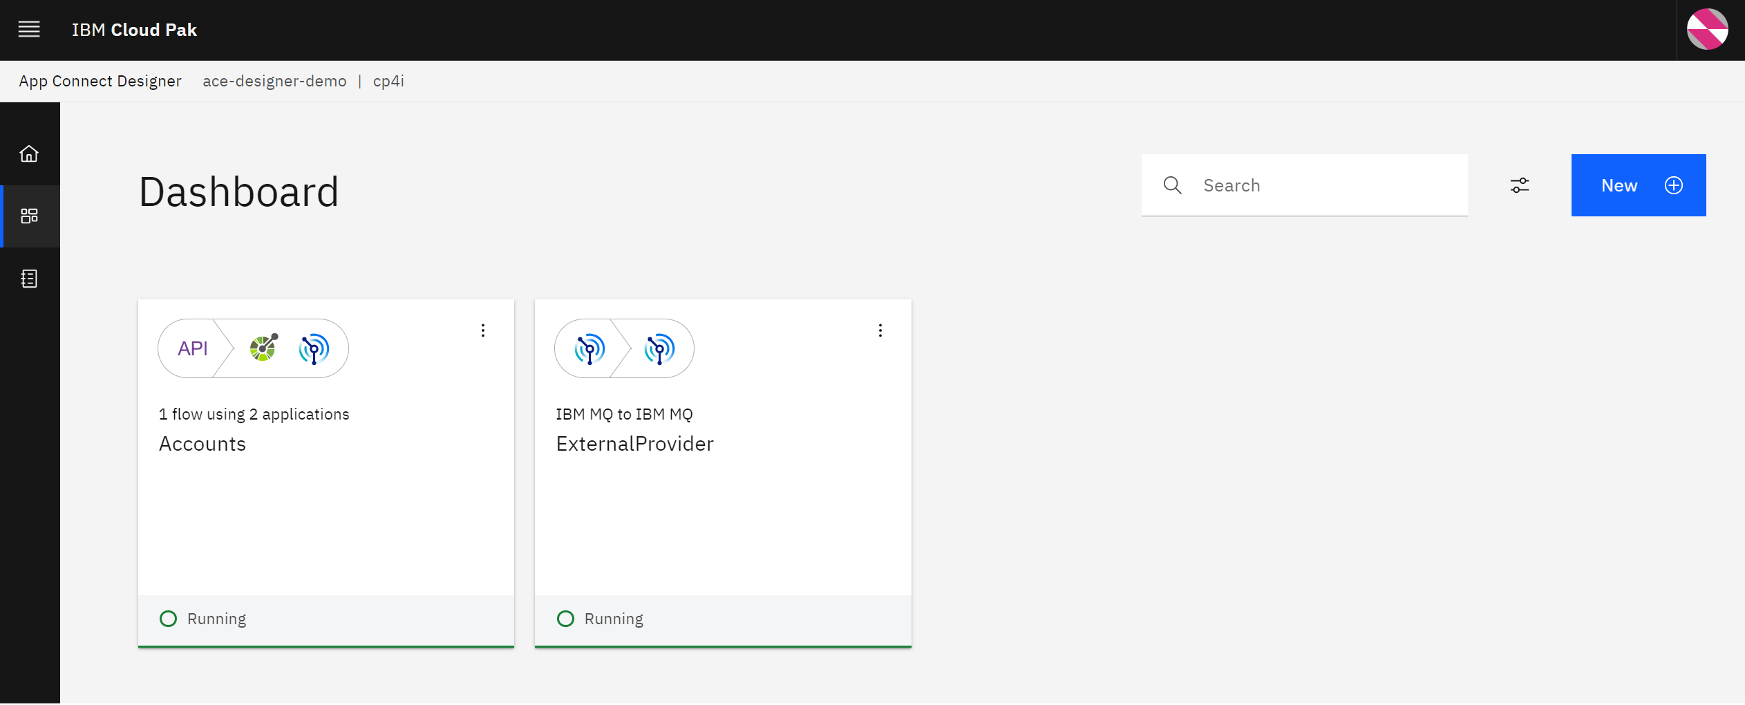 IBM Cloud Pak
App Connect Designer ace-designer-demo | cp4i
Dashboard
Search
New
API
1 flow using 2 applications
Accounts
Running
IBM MQ to IBM MQ
ExternalProvider
Running